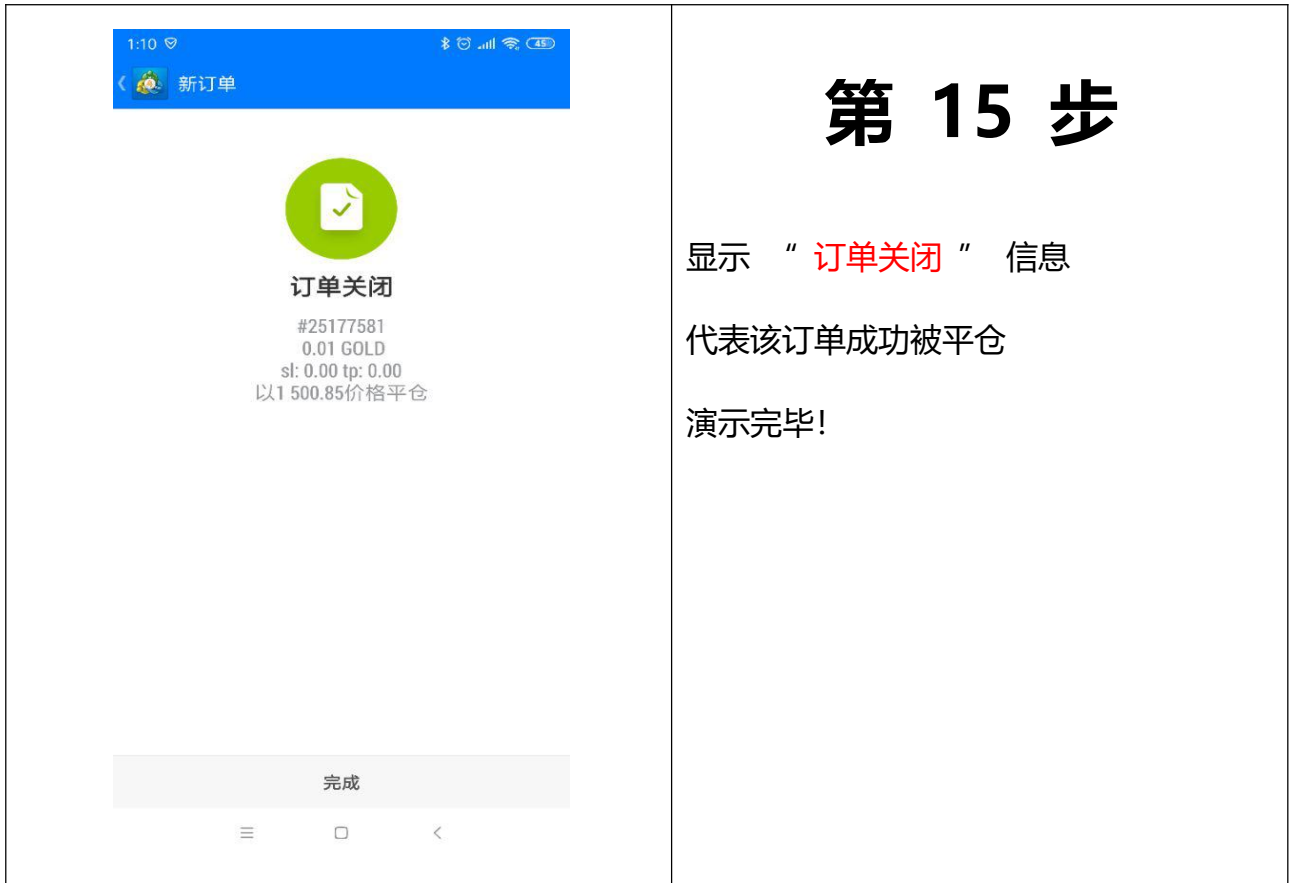 1:10
45
新订单
订单关闭
#25177581
0.01 GOLD
sl: 0.00 tp: 0.00
以1 500.85价格平仓
完成
第 15 步
显示 “ 订单关闭 ” 信息
代表该订单成功被平仓
演示完毕!